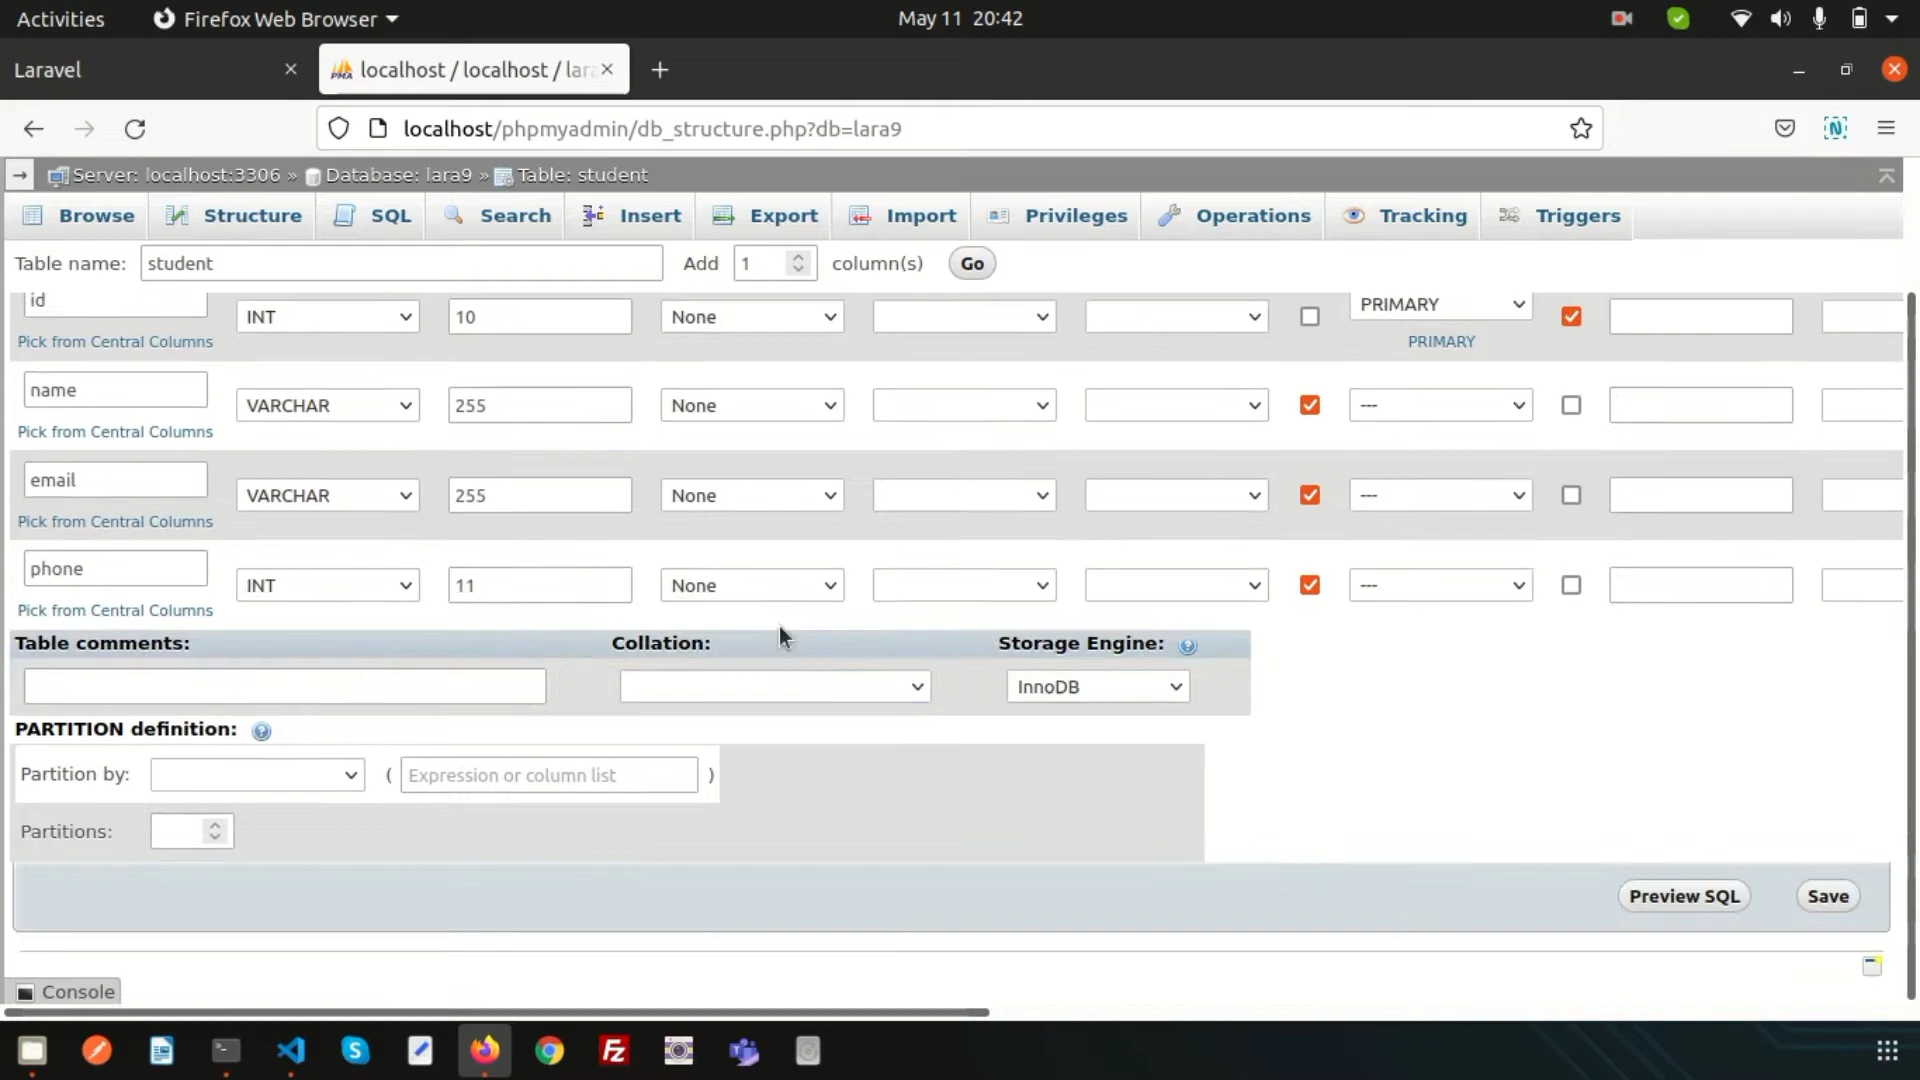 Activities Firefox Web Browser May 11 20:42
Laravel localhost / localhost / lar
localhost/phpmyadmin/db_structure.php?db=lara9
Server: localhost:3306 » Database: lara9 » Table: student
Browse Structure SQL Search Insert Export Import Privileges Operations Tracking Triggers
Table name: student Add 1 column(s) Go
id INT 10 None PRIMARY
Pick from Central Columns PRIMARY
name VARCHAR 255 None ---
Pick from Central Columns
email VARCHAR 255 None ---
Pick from Central Columns
phone INT 11 None ---
Pick from Central Columns
Table comments: Collation: Storage Engine:
InnoDB
PARTITION definition:
Partition by: ( Expression or column list )
Partitions:
Preview SQL Save
Console